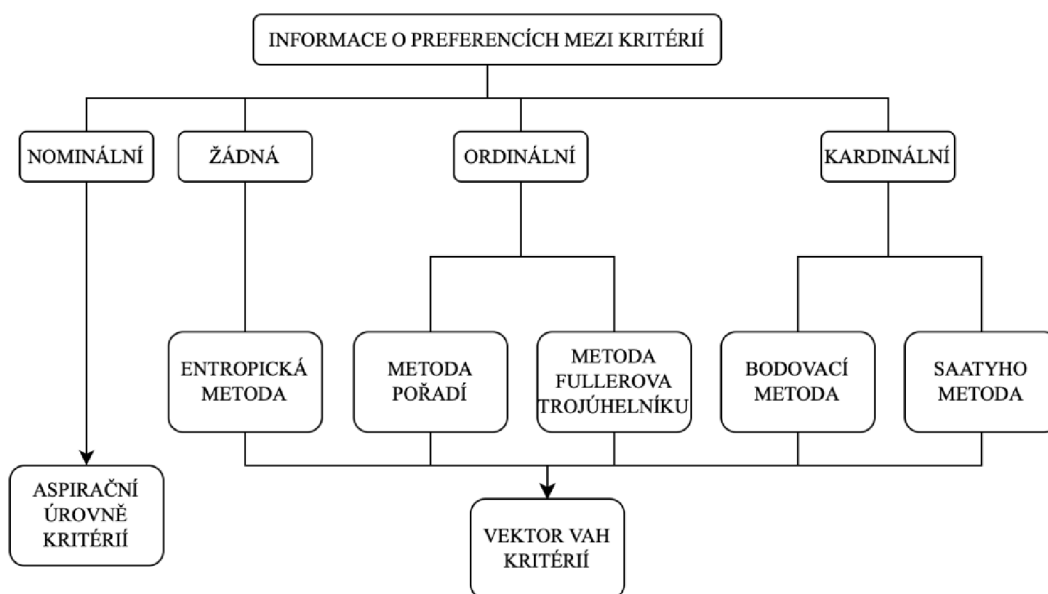 INFORMACE O PREFERENCÍCH MEZI KRITÉRIÍ
NOMINÁLNÍ
ŽÁDNÁ
ORDINÁLNÍ
KARDINÁLNÍ
ENTROPICKÁ
METODA
METODA
POŘADÍ
METODA
FULLEROVA
TROJÚHELNÍKU
BODOVACÍ
METODA
SAATYHO
METODA
ASPIRAČNÍ
ÚROVNĚ
KRITÉRIÍ
VEKTOR VAH
KRITÉRIÍ